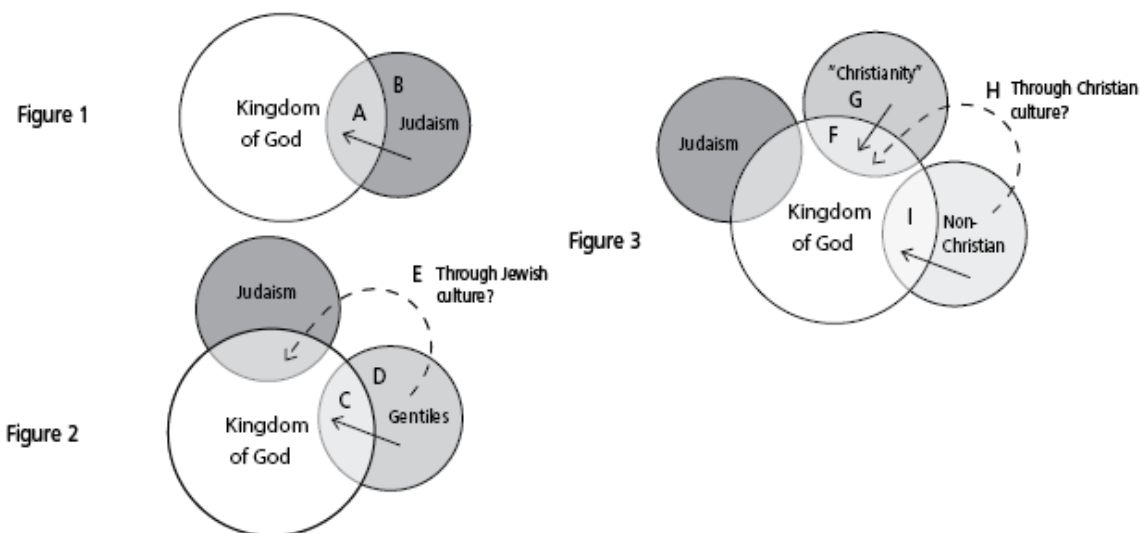 Figure 1
Kingdom
of God
A
B
Judaism
Figure 2
Judaism
E Through Jewish
culture?
D
C
Gentiles
Kingdom
of God
Figure 3
"Christianity"
G
H Through Christian
culture?
F
Judaism
Kingdom
of God
I
Non-
Christian